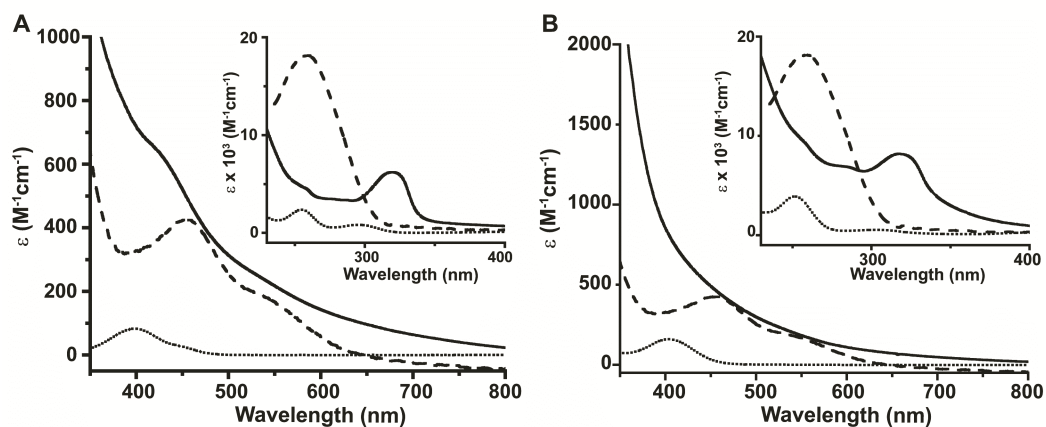 A
1000
800
600
400
200
0
ε (M-1cm-1)
400 500 600 700 800
Wavelength (nm)
20
10
0
ε x 10³ (M-1cm-1)
300 400
Wavelength (nm)
B
2000
1500
1000
500
0
ε (M-1cm-1)
400 500 600 700 800
Wavelength (nm)
20
10
0
ε x 10³ (M-1cm-1)
300 400
Wavelength (nm)